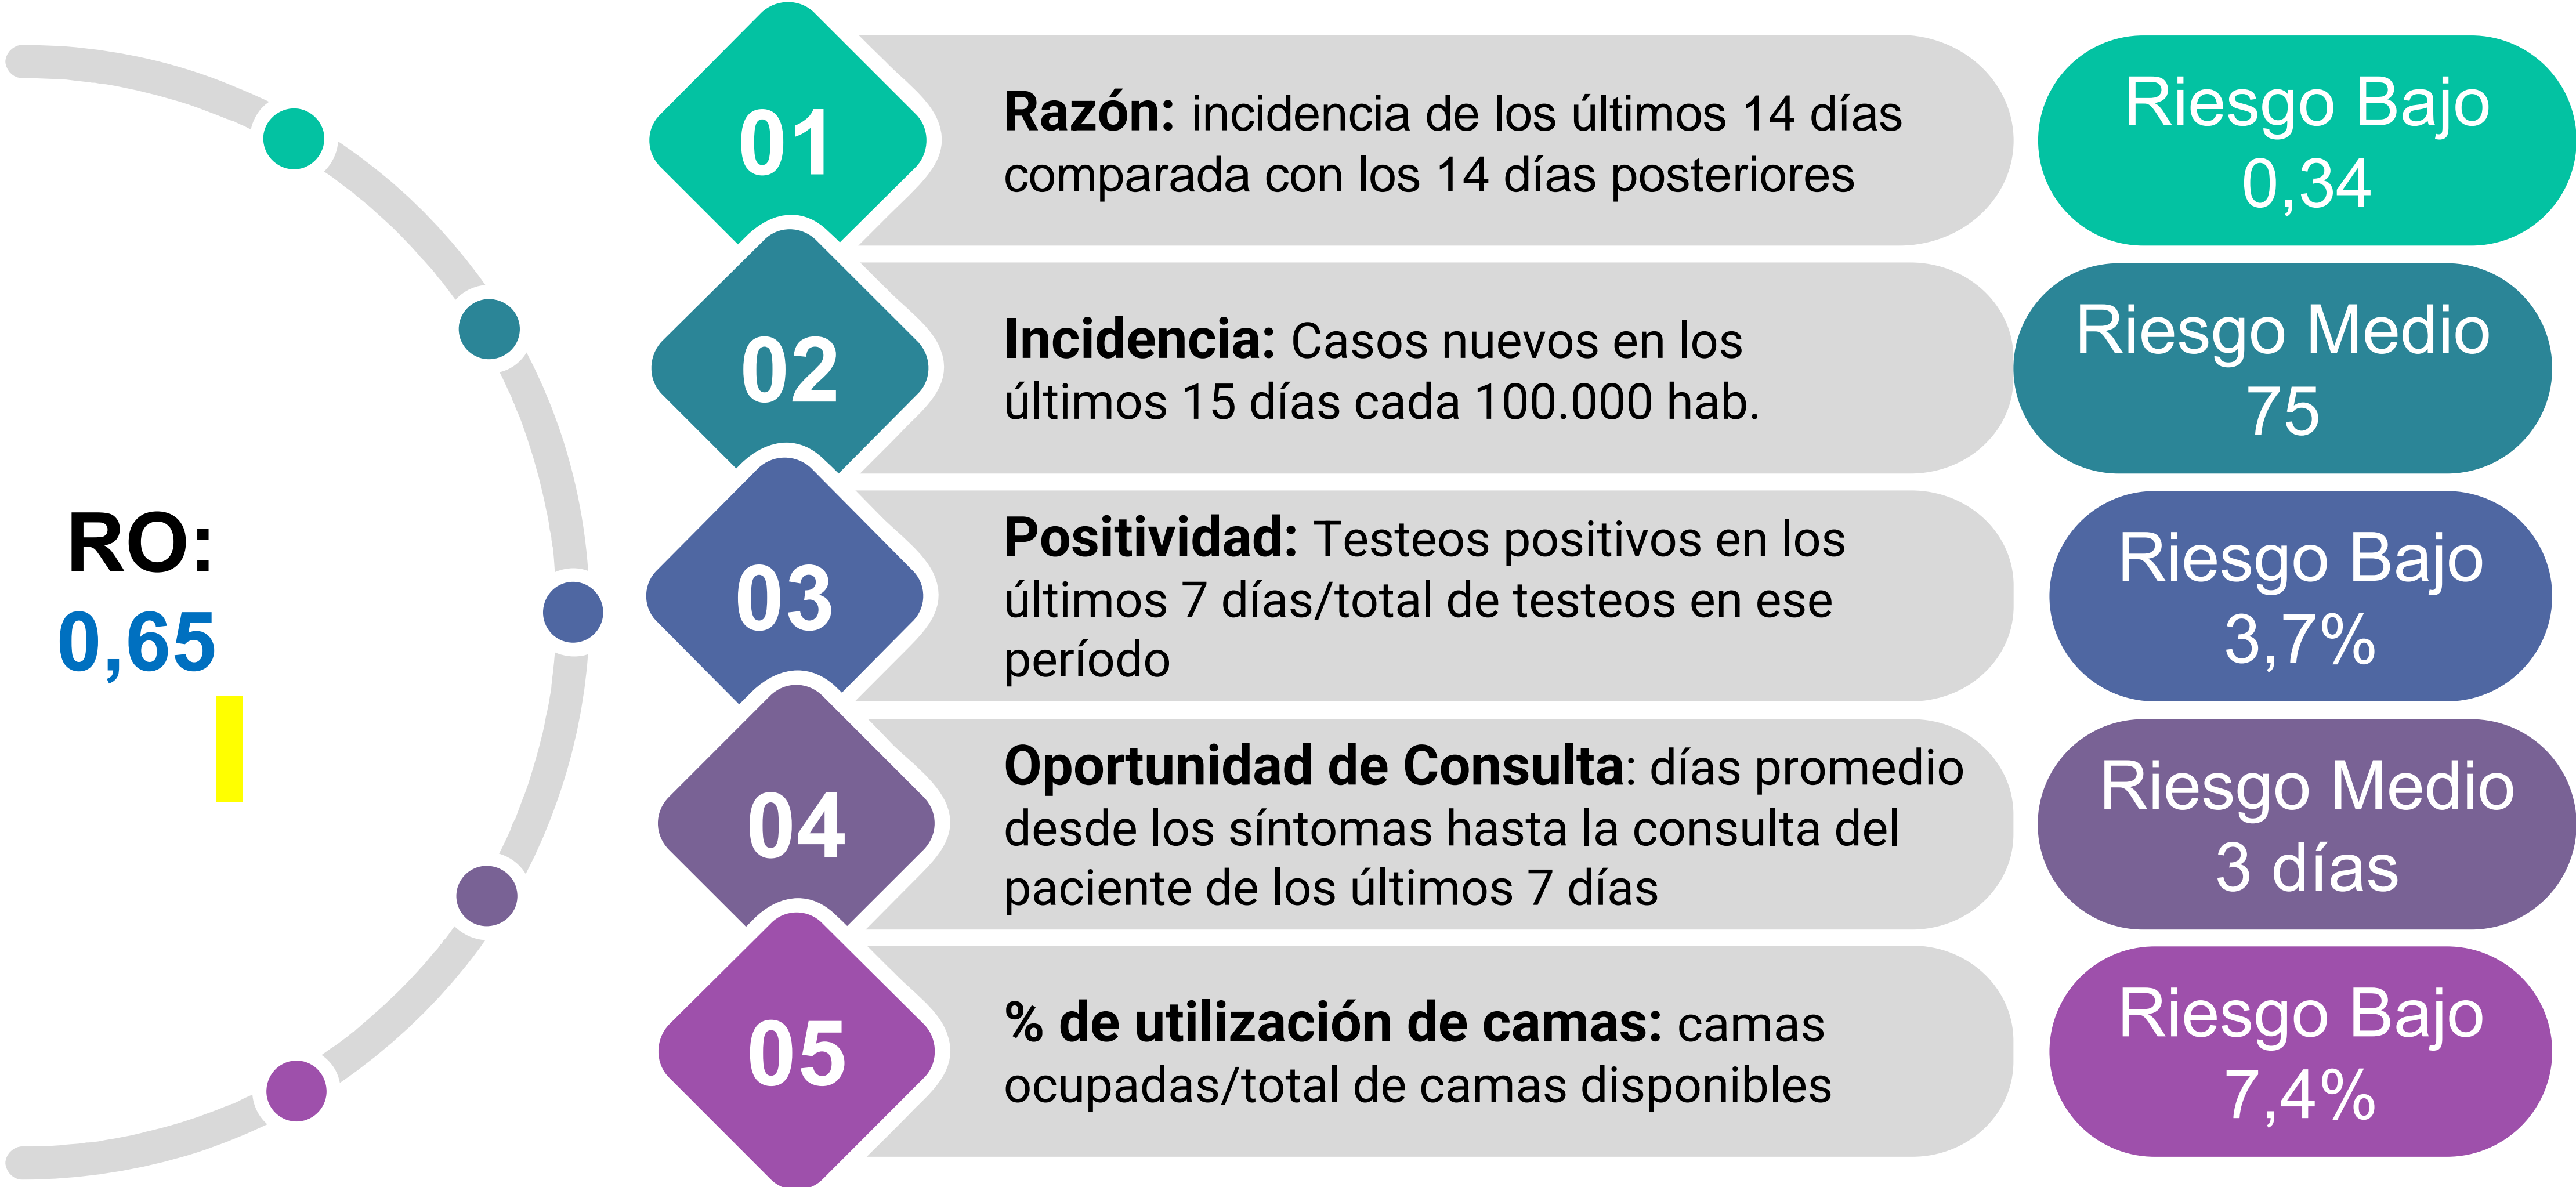 RO:
0,65
01
Razón: incidencia de los últimos 14 días
comparada con los 14 días posteriores
Riesgo Bajo
0,34
02
Incidencia: Casos nuevos en los
últimos 15 días cada 100.000 hab.
Riesgo Medio
75
03
Positividad: Testeos positivos en los
últimos 7 días/total de testeos en ese
período
Riesgo Bajo
3,7%
04
Oportunidad de Consulta: días promedio
desde los síntomas hasta la consulta del
paciente de los últimos 7 días
Riesgo Medio
3 días
05
% de utilización de camas: camas
ocupadas/total de camas disponibles
Riesgo Bajo
7,4%